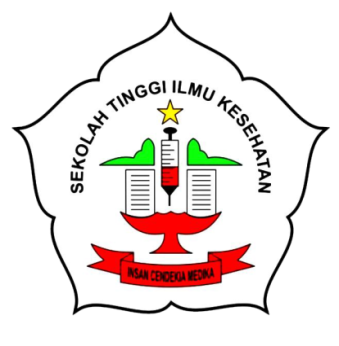 SEKOLAH TINGGI ILMU KESEHATAN
INSAN CENDEKIA MEDIKA